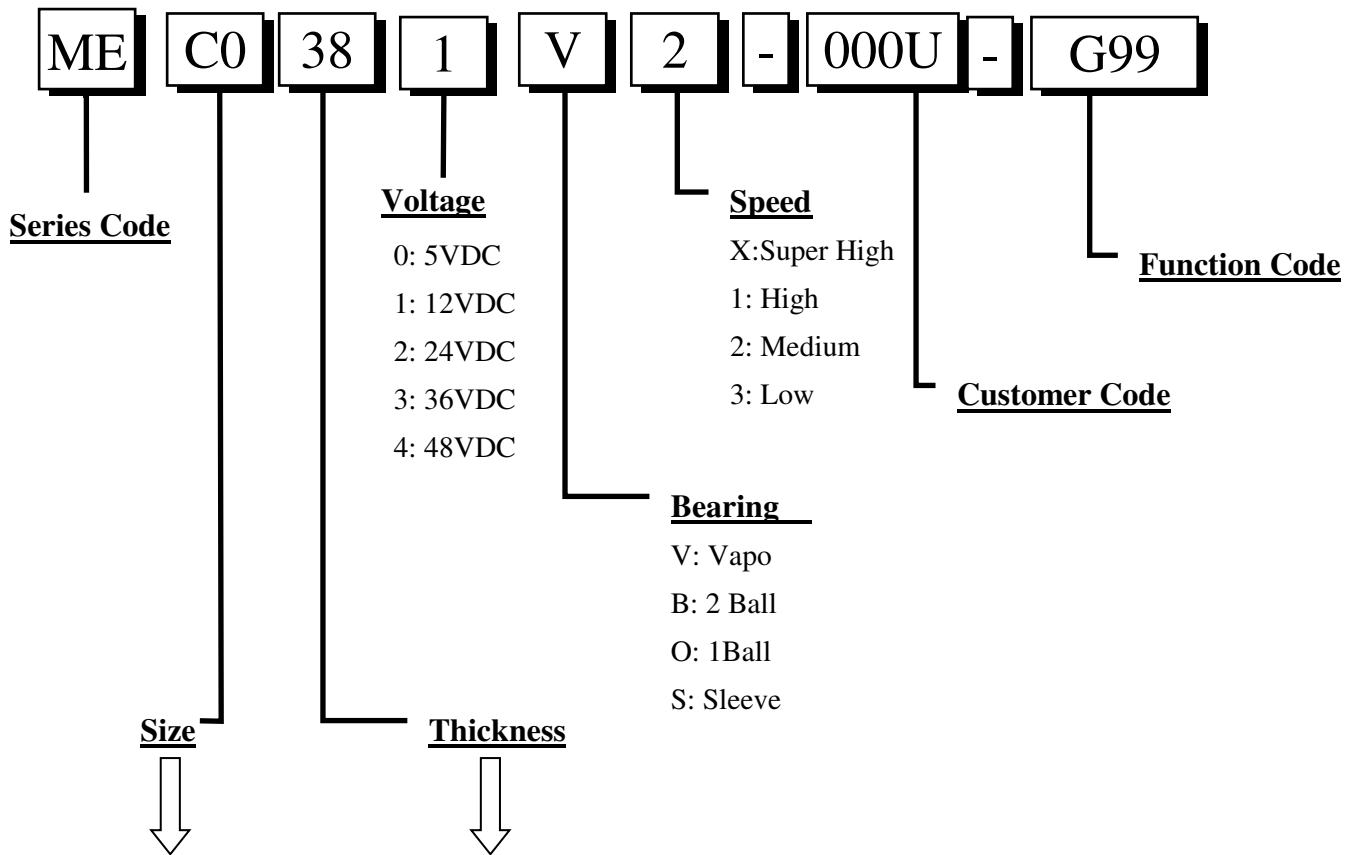 ME C0 38 1 V 2 - 000U - G99
Series Code
Voltage
0: 5VDC
1: 12VDC
2: 24VDC
3: 36VDC
4: 48VDC
Speed
X:Super High
1: High
2: Medium
3: Low
Function Code
Customer Code
Bearing
V: Vapo
B: 2 Ball
O: 1Ball
S: Sleeve
Size
Thickness